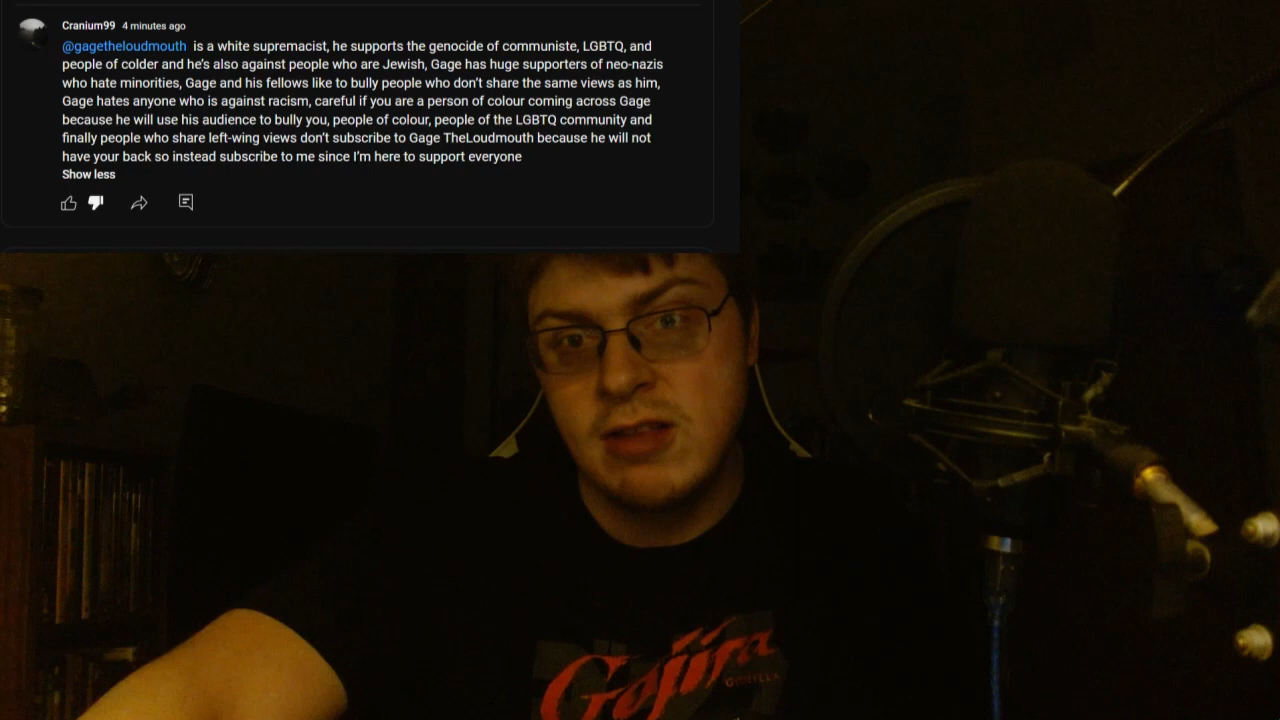 Cranium99 4 minutes ago
@gagetheloudmouth is a white supremacist, he supports the genocide of communiste, LGBTQ, and
people of colder and he's also against people who are Jewish, Gage has huge supporters of neo-nazis
who hate minorities, Gage and his fellows like to bully people who don't share the same views as him,
Gage hates anyone who is against racism, careful if you are a person of colour coming across Gage
because he will use his audience to bully you, people of colour, people of the LGBTQ community and
finally people who share left-wing views don't subscribe to Gage TheLoudmouth because he will not
have your back so instead subscribe to me since I'm here to support everyone
Show less
Gojira